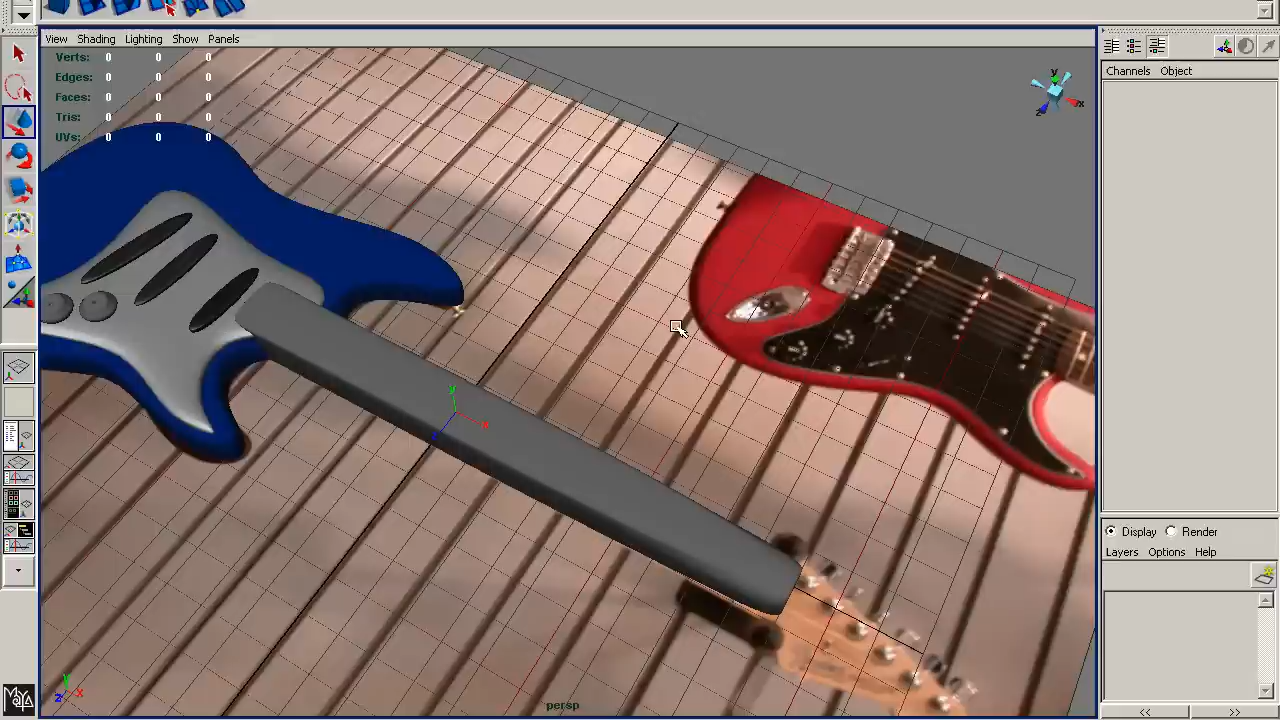 View Shading Lighting Show Panels
Verts: 0 0 0
Edges: 0 0 0
Faces: 0 0 0
Tris: 0 0 0
UVs: 0 0 0
y
x
z
Channels Object
y
x
Display Render
Layers Options Help
y
x
z
persp
MAYA
<< >>